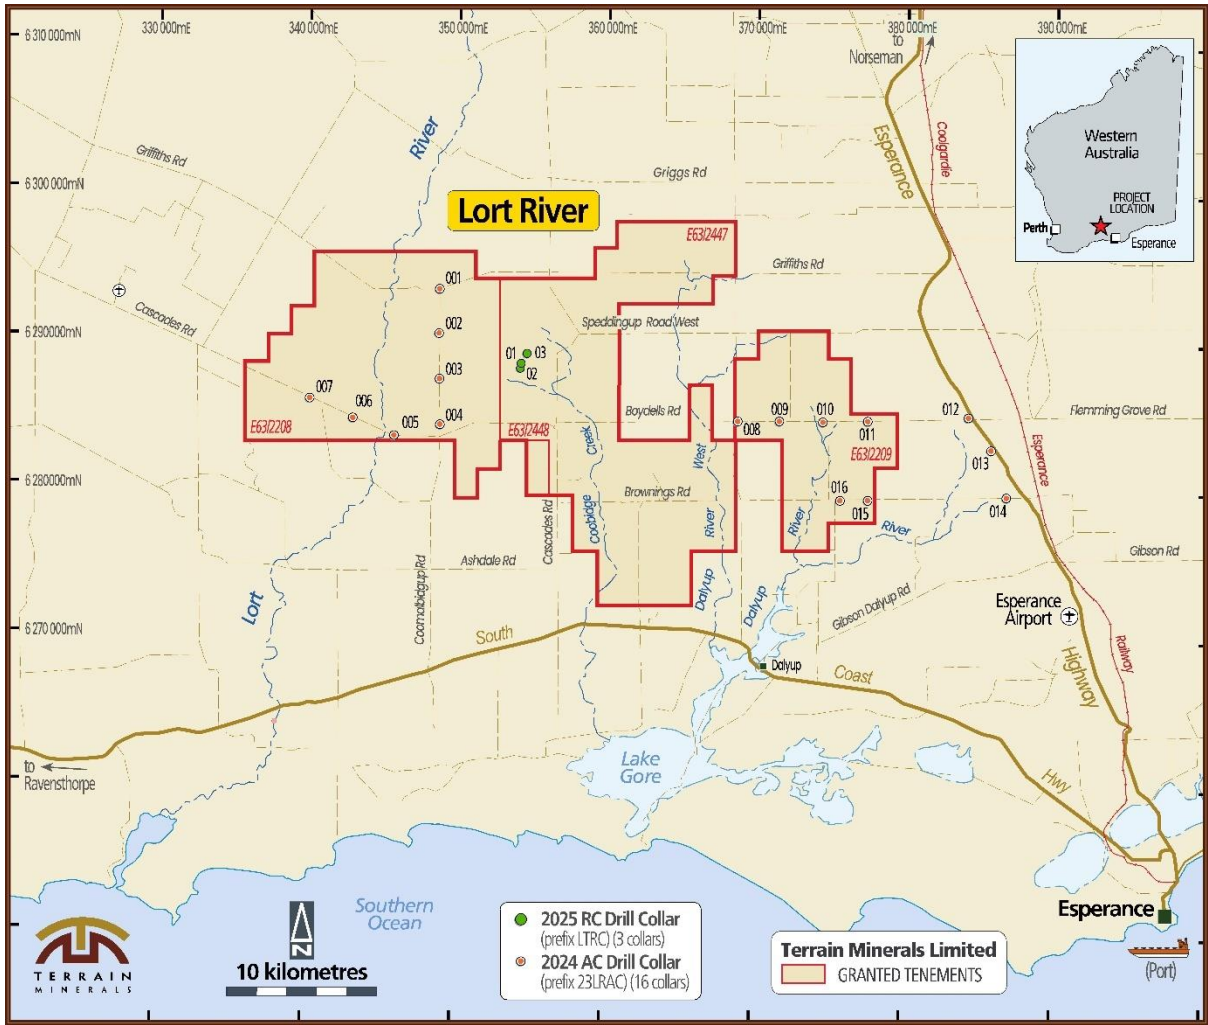 330 000mE
340 000mE
350 000mE
360 000mE
370 000mE
380 000mE
390 000mE
6 310 000mN
6 300 000mN
6 290 000mN
6 280 000mN
6 270 000mN
to
Norseman
River
Griffiths Rd
Griggs Rd
Esperance
Coolgardie
Western
Australia
PROJECT
LOCATION
Perth
Esperance
Lort River
E63/2447
Griffiths Rd
001
Cascades Rd
002
Speddingup Road West
01
03
02
003
007
006
005
004
Boydells Rd
008
009
010
011
012
Flemming Grove Rd
E63/2208
E63/2448
E63/2209
013
Esperance
Creek
West
Brownings Rd
016
015
014
Coobidge
Cascades Rd
River
River
River
Ashdale Rd
Gibson Rd
Coomalbidgup Rd
Dalyup
Dalyup
Gibson Dalyup Rd
Esperance
Airport
Lort
South
Dalyup
Coast
Highway
Railway
to
Ravensthorpe
Lake
Gore
Hwy
Southern
Ocean
Esperance
(Port)
TERRAIN
MINERALS
N
10 kilometres
2025 RC Drill Collar
(prefix LTRC) (3 collars)
2024 AC Drill Collar
(prefix 23LRAC) (16 collars)
Terrain Minerals Limited
GRANTED TENEMENTS